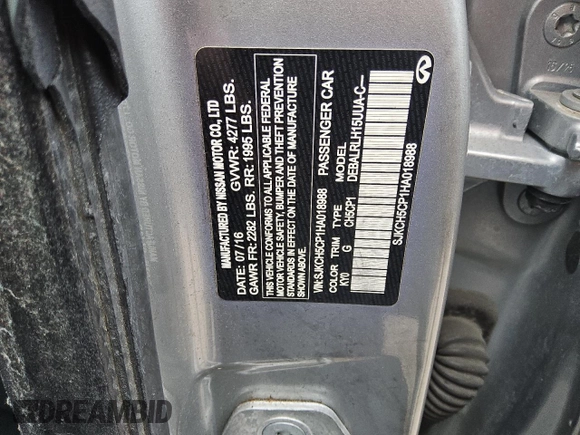 MANUFACTURED BY NISSAN MOTOR CO., LTD
DATE: 07/16 GVWR: 4277 LBS.
GAWR FR: 2282 LBS. RR: 1995 LBS.
THIS VEHICLE CONFORMS TO ALL APPLICABLE FEDERAL
MOTOR VEHICLE SAFETY, BUMPER AND THEFT PREVENTION
STANDARDS IN EFFECT ON THE DATE OF MANUFACTURE
SHOWN ABOVE.
VIN:SJKCH5CP1HA018988 PASSENGER CAR
COLOR TRIM TYPE MODEL
KY0 G CH5CP1 DEBALRLH15UUA-C—
SJKCH5CP1HA018988
DREAMBID